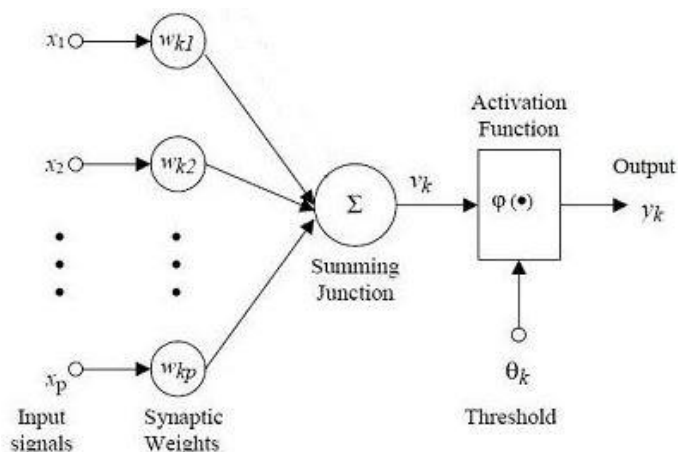 x1
wk1
x2
wk2
xp
wkp
Input
signals
Synaptic
Weights
Σ
Summing
Junction
vk
Activation
Function
φ (•)
Output
yk
θk
Threshold